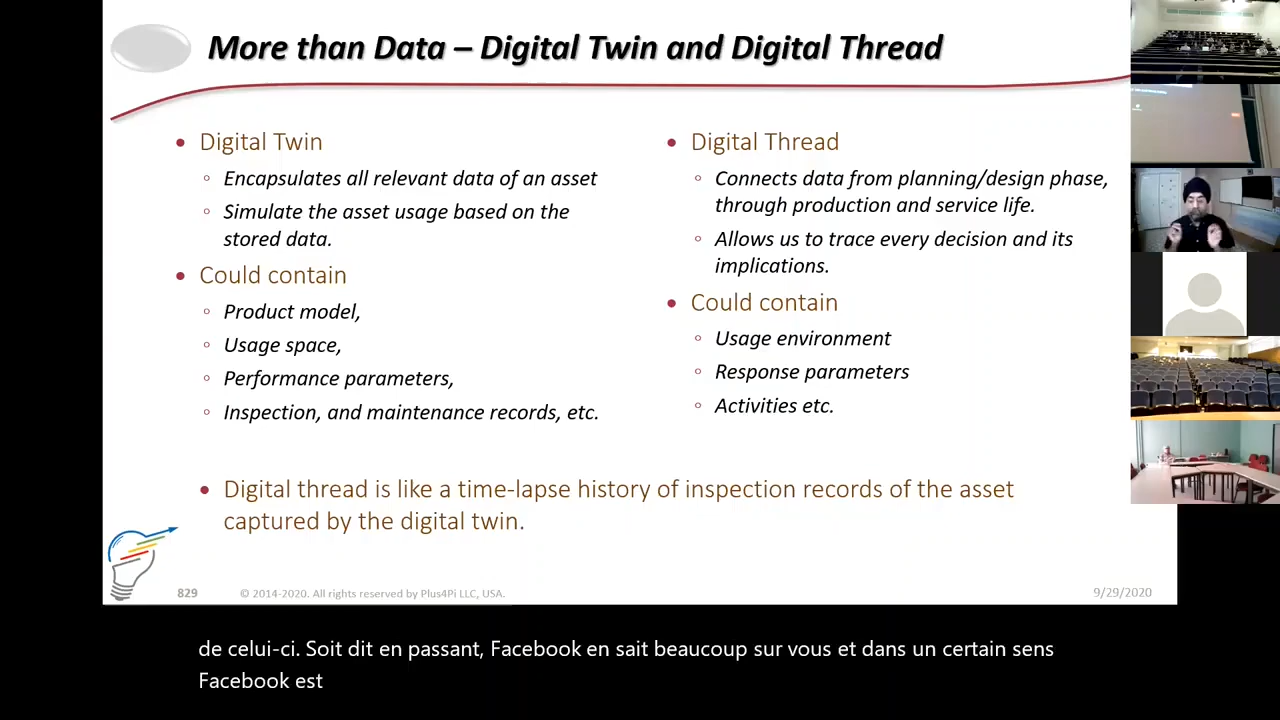 More than Data – Digital Twin and Digital Thread
• Digital Twin
◦ Encapsulates all relevant data of an asset
◦ Simulate the asset usage based on the
stored data.
• Could contain
◦ Product model,
◦ Usage space,
◦ Performance parameters,
◦ Inspection, and maintenance records, etc.
• Digital Thread
◦ Connects data from planning/design phase,
through production and service life.
◦ Allows us to trace every decision and its
implications.
• Could contain
◦ Usage environment
◦ Response parameters
◦ Activities etc.
• Digital thread is like a time-lapse history of inspection records of the asset
captured by the digital twin.
829
© 2014-2020. All rights reserved by Plus4Pi LLC, USA.
9/29/2020
de celui-ci. Soit dit en passant, Facebook en sait beaucoup sur vous et dans un certain sens
Facebook est